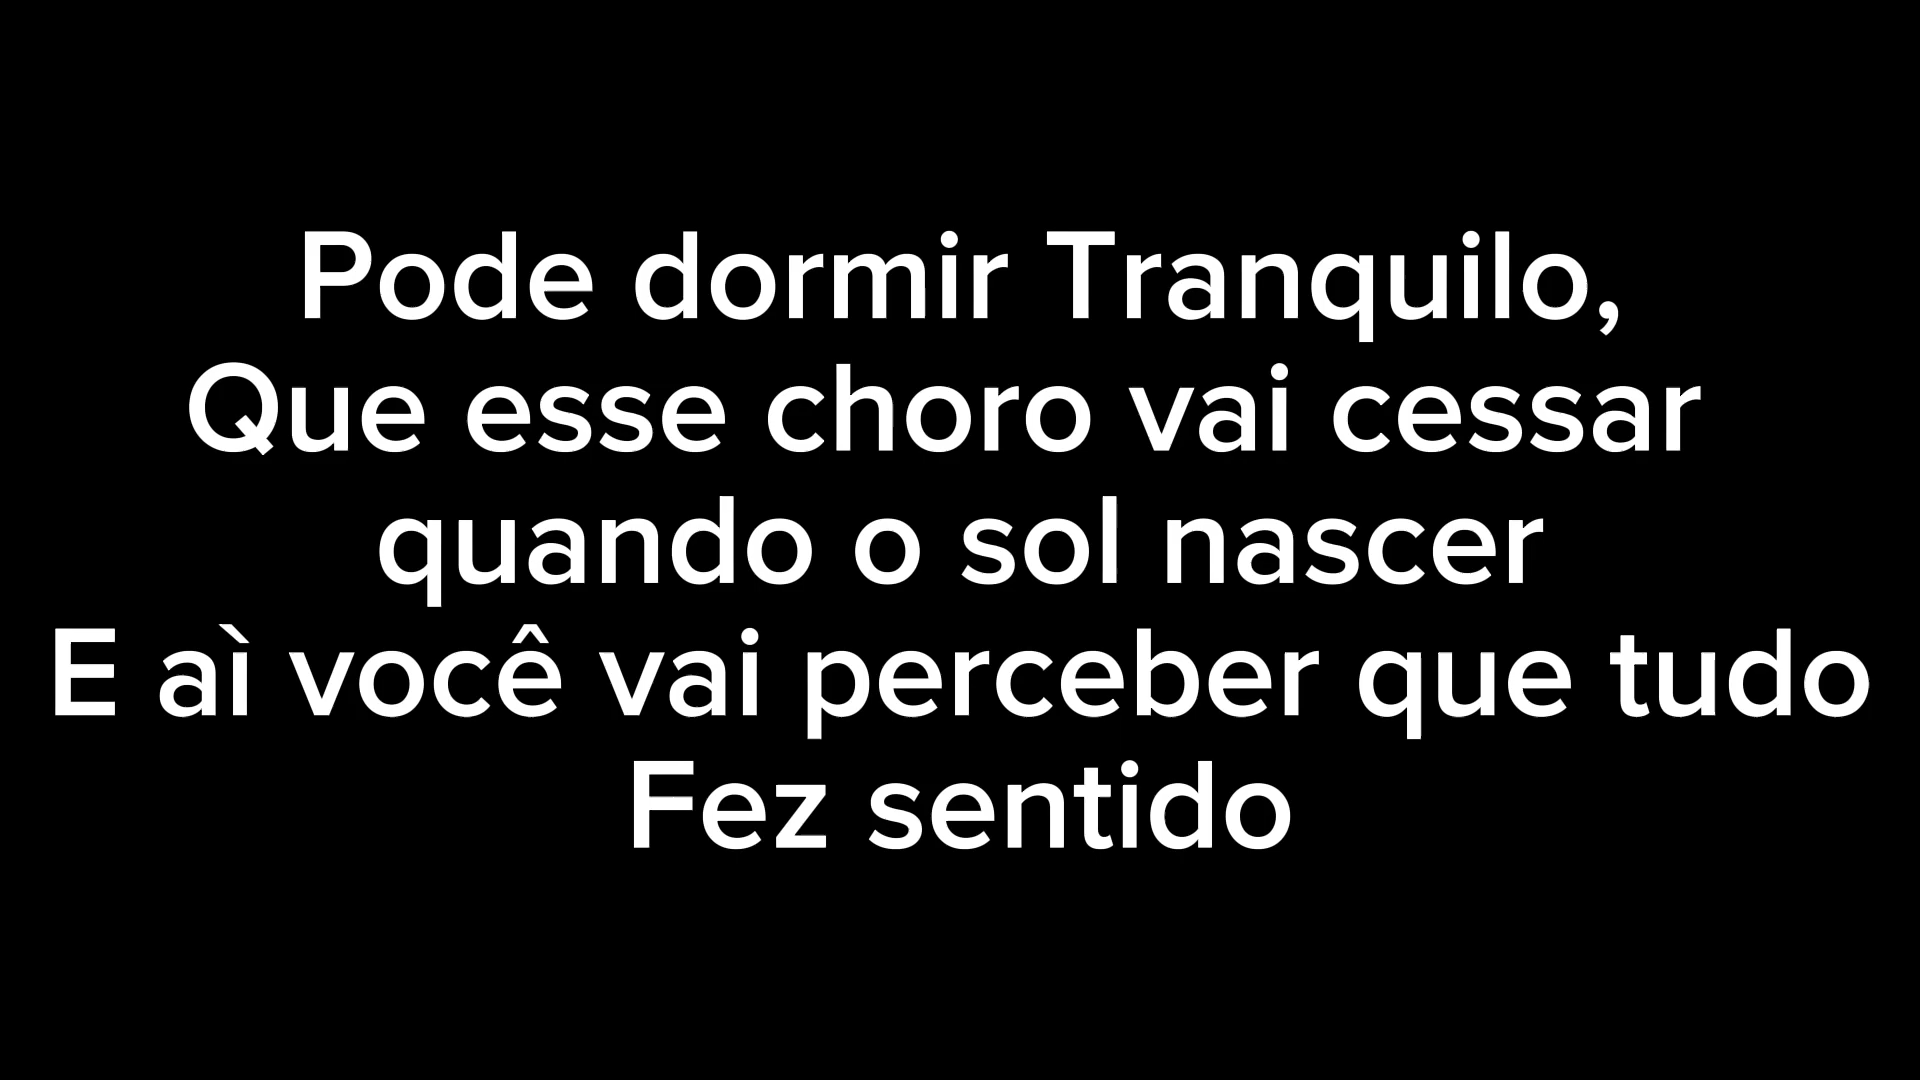 Pode dormir Tranquilo,
Que esse choro vai cessar
quando o sol nascer
E aì você vai perceber que tudo
Fez sentido